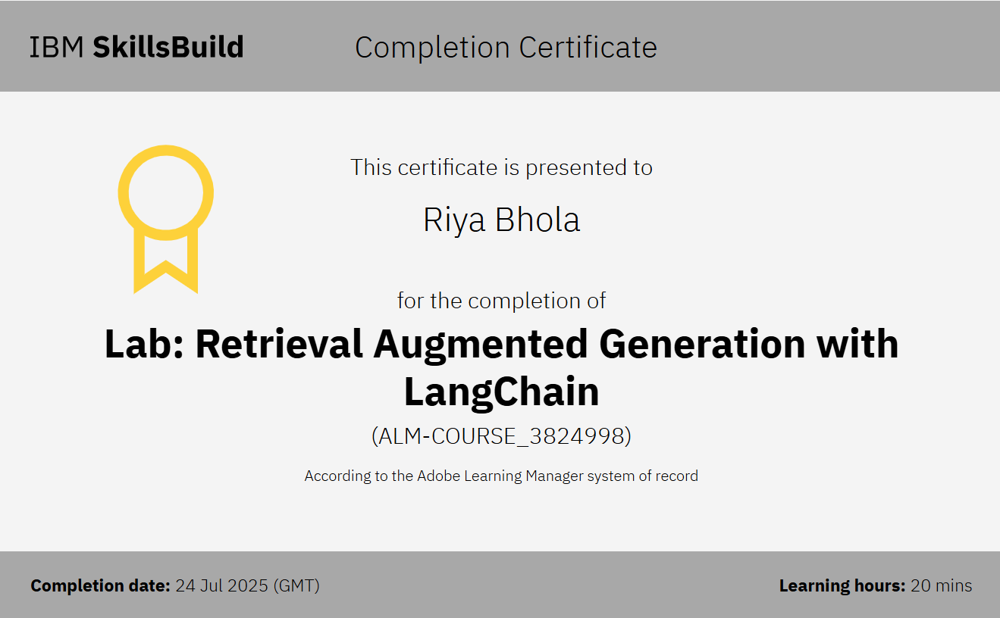 IBM SkillsBuild
Completion Certificate
This certificate is presented to
Riya Bhola
for the completion of
Lab: Retrieval Augmented Generation with
LangChain
(ALM-COURSE_3824998)
According to the Adobe Learning Manager system of record
Completion date: 24 Jul 2025 (GMT)
Learning hours: 20 mins